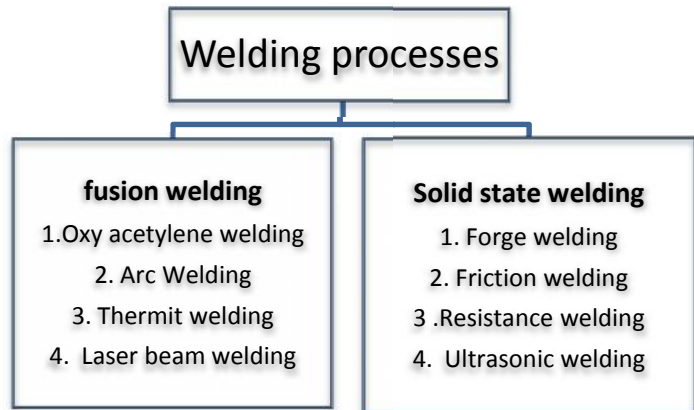 Welding processes
fusion welding
1.Oxy acetylene welding
2. Arc Welding
3. Thermit welding
4. Laser beam welding
Solid state welding
1. Forge welding
2. Friction welding
3 .Resistance welding
4. Ultrasonic welding